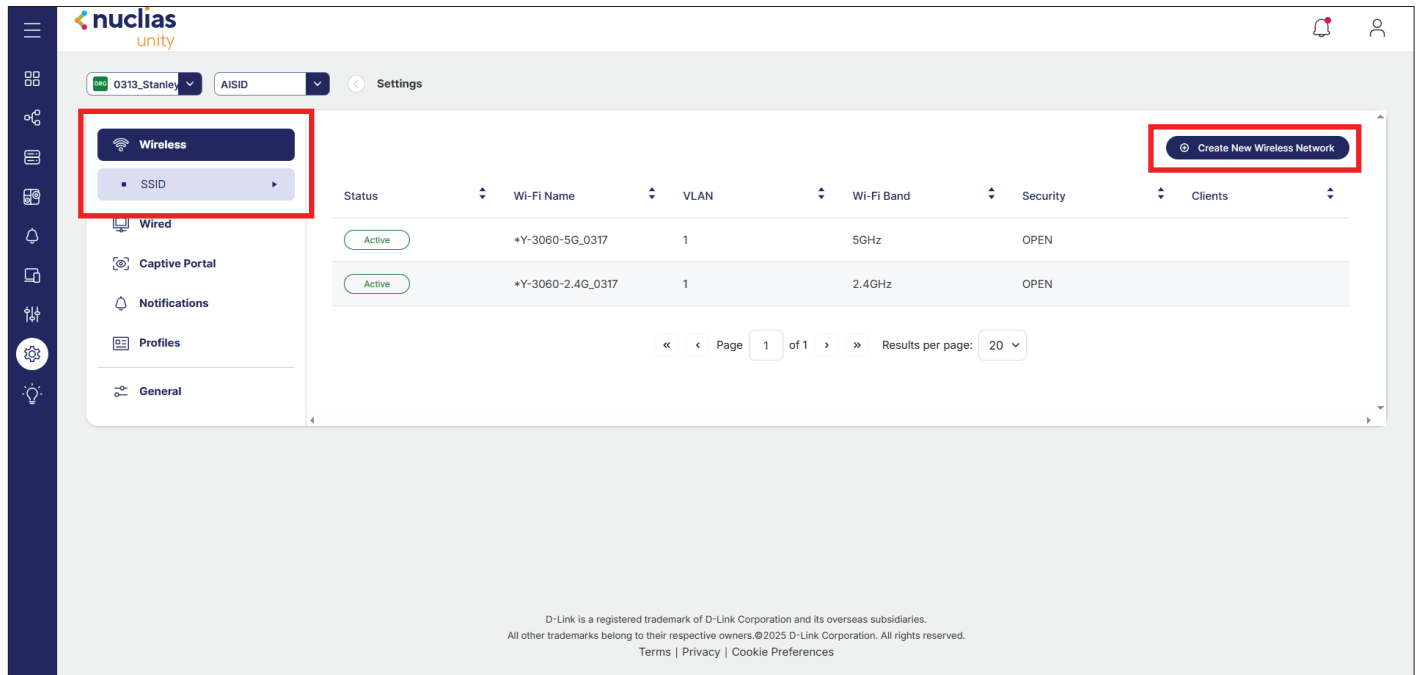 nuclias
unity
ORG 0313_Stanley AISID Settings
Wireless
SSID
Wired
Captive Portal
Notifications
Profiles
General
Create New Wireless Network
Status Wi-Fi Name VLAN Wi-Fi Band Security Clients
Active *Y-3060-5G_0317 1 5GHz OPEN
Active *Y-3060-2.4G_0317 1 2.4GHz OPEN
« ‹ Page 1 of 1 › » Results per page: 20
D-Link is a registered trademark of D-Link Corporation and its overseas subsidiaries.
All other trademarks belong to their respective owners.©2025 D-Link Corporation. All rights reserved.
Terms | Privacy | Cookie Preferences